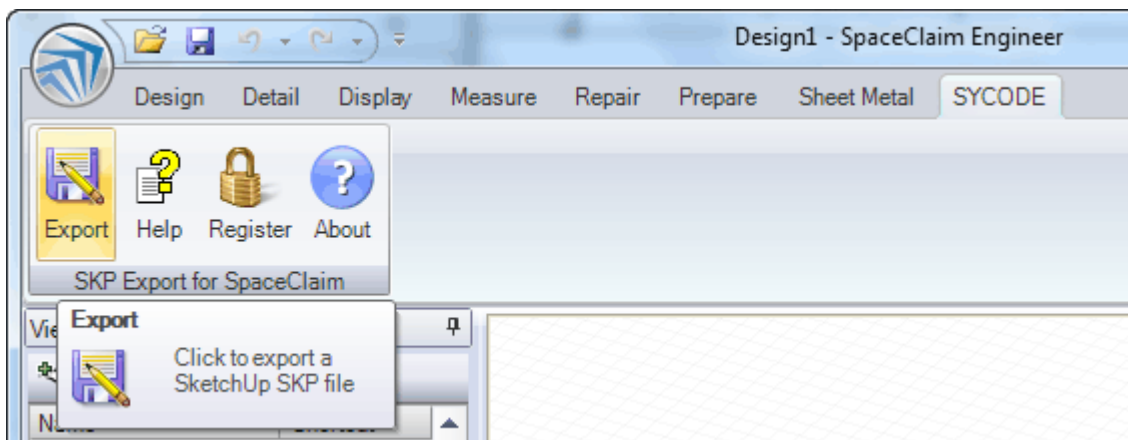 Design1 - SpaceClaim Engineer
Design Detail Display Measure Repair Prepare Sheet Metal SYCODE
Export Help Register About
SKP Export for SpaceClaim
Export
Click to export a
SketchUp SKP file